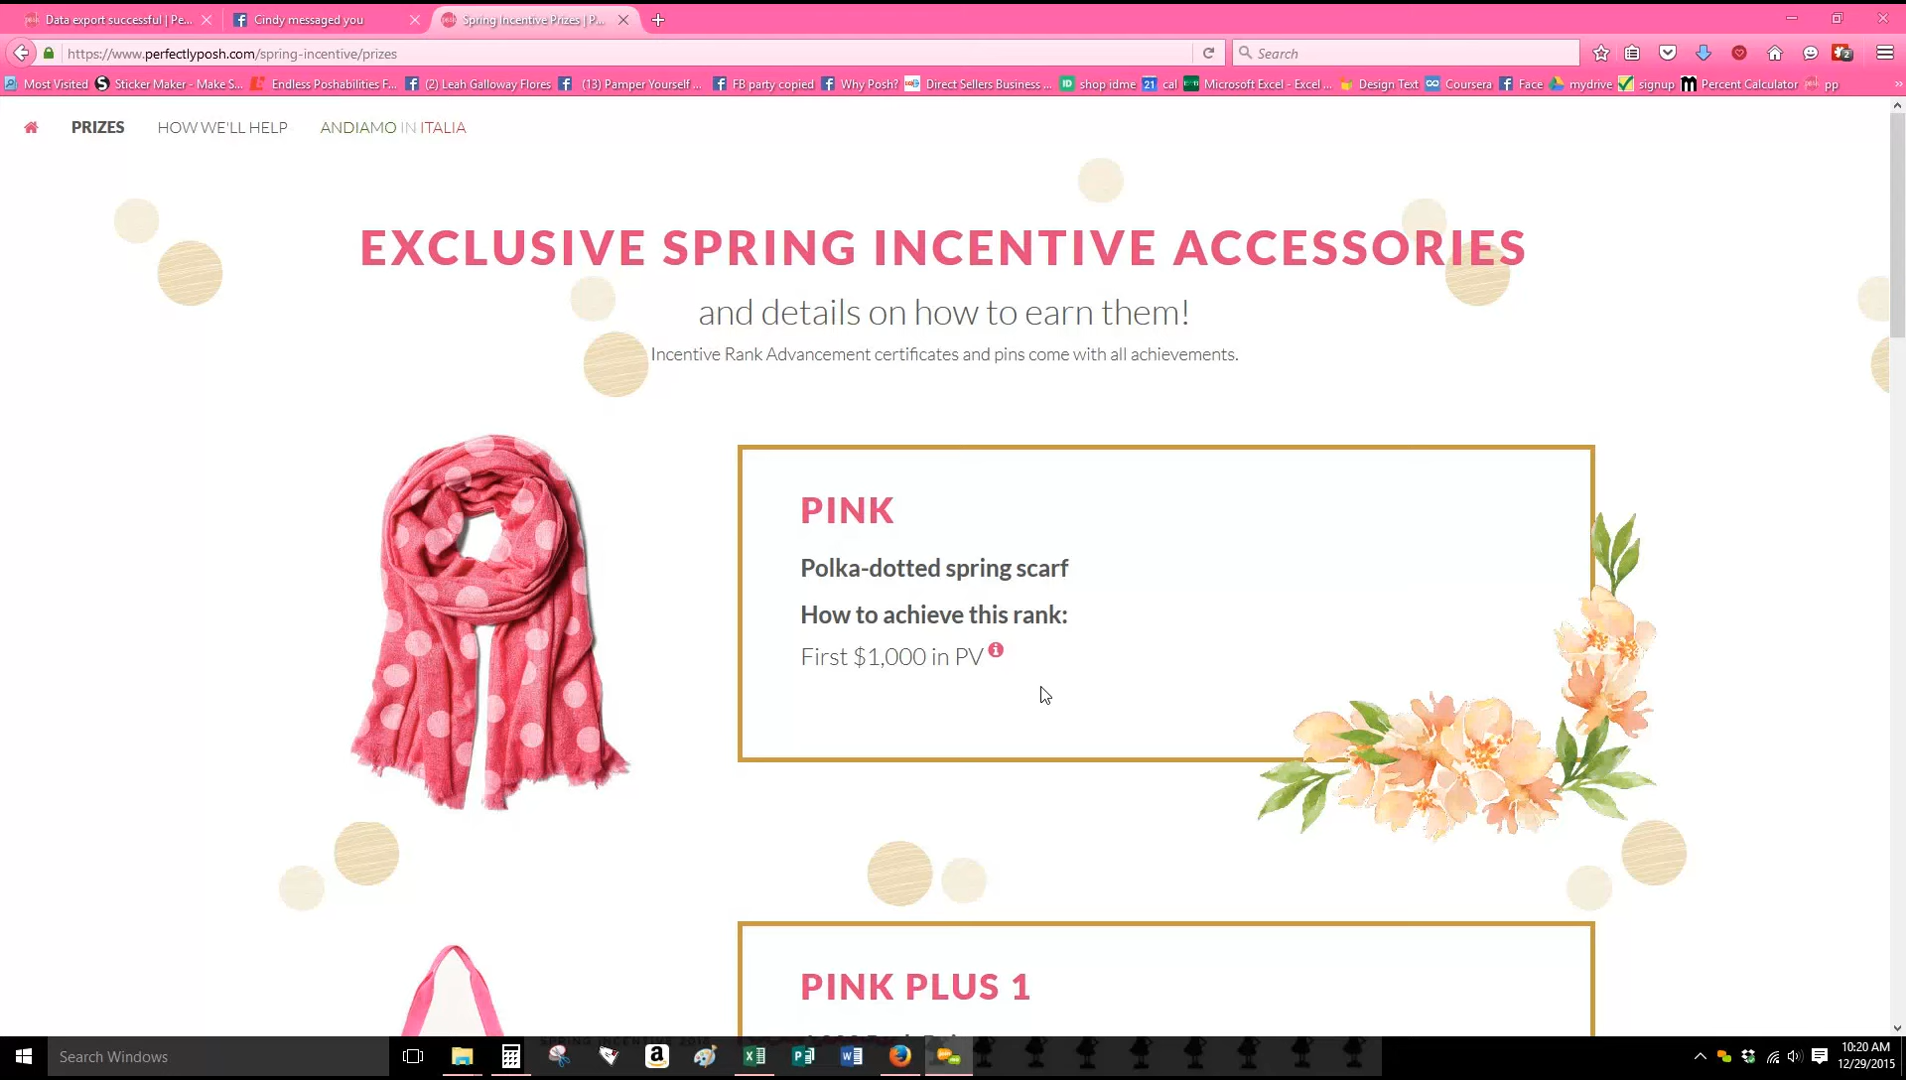 Data export successful | Pe...
Cindy messaged you
Spring Incentive Prizes | P...
https://www.perfectlyposh.com/spring-incentive/prizes
Search
2
Most Visited
Sticker Maker - Make S...
Endless Poshabilities F...
(2) Leah Galloway Flores
(13) Pamper Yourself ...
FB party copied
Why Posh?
Direct Sellers Business ...
shop idme
21 cal
Microsoft Excel - Excel ...
Design Text
Coursera
Face
mydrive
signup
Percent Calculator
pp
PRIZES
HOW WE'LL HELP
ANDIAMO IN ITALIA
EXCLUSIVE SPRING INCENTIVE ACCESSORIES
and details on how to earn them!
Incentive Rank Advancement certificates and pins come with all achievements.
PINK
Polka-dotted spring scarf
How to achieve this rank:
First $1,000 in PV
PINK PLUS 1
Search Windows
10:20 AM
12/29/2015